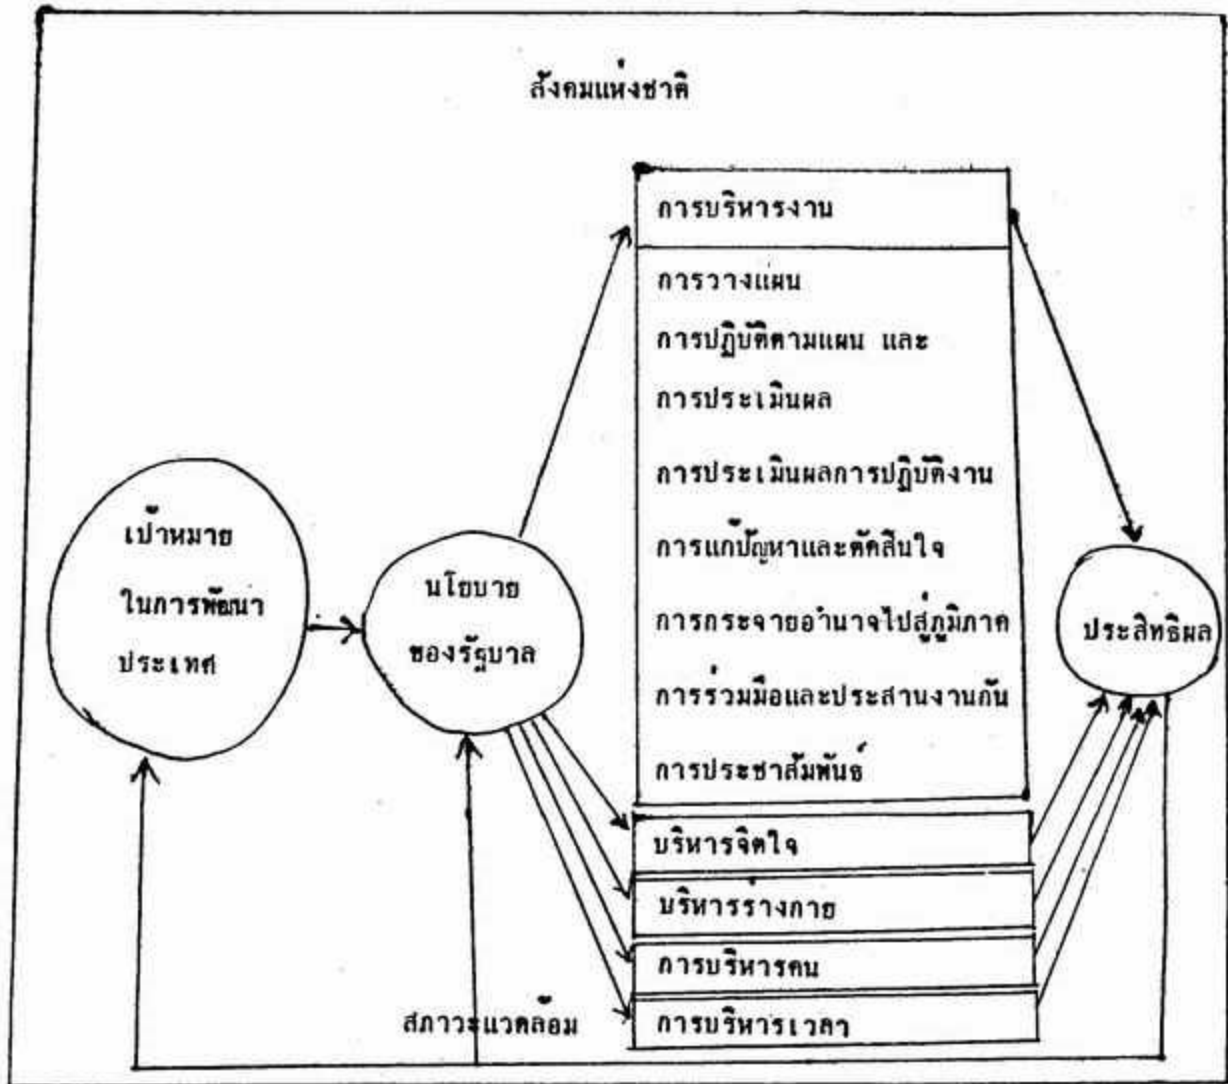 สังคมแห่งชาติ
การบริหารงาน
การวางแผน
การปฏิบัติตามแผน และ
การประเมินผล
การประเมินผลการปฏิบัติงาน
การแก้ปัญหาและตัดสินใจ
การกระจายอำนาจไปสู่ภูมิภาค
การร่วมมือและประสานงานกัน
การประชาสัมพันธ์
เป้าหมาย
ในการพัฒนา
ประเทศ
นโยบาย
ของรัฐบาล
ประสิทธิผล
บริหารจิตใจ
บริหารร่างกาย
การบริหารคน
การบริหารเวลา
สภาวะแวดล้อม